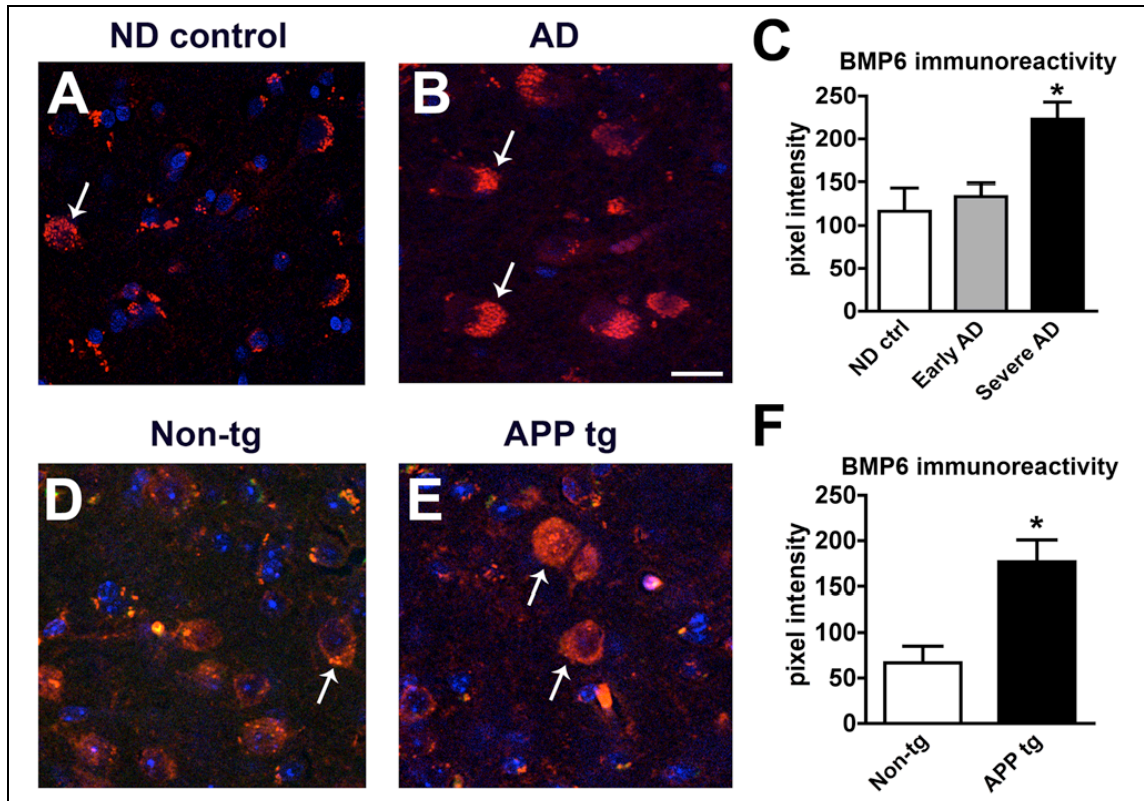 ND control
AD
A
B
C
BMP6 immunoreactivity
*
pixel intensity
250
200
150
100
50
0
ND ctrl
Early AD
Severe AD
Non-tg
APP tg
D
E
F
BMP6 immunoreactivity
*
pixel intensity
250
200
150
100
50
0
Non-tg
APP tg